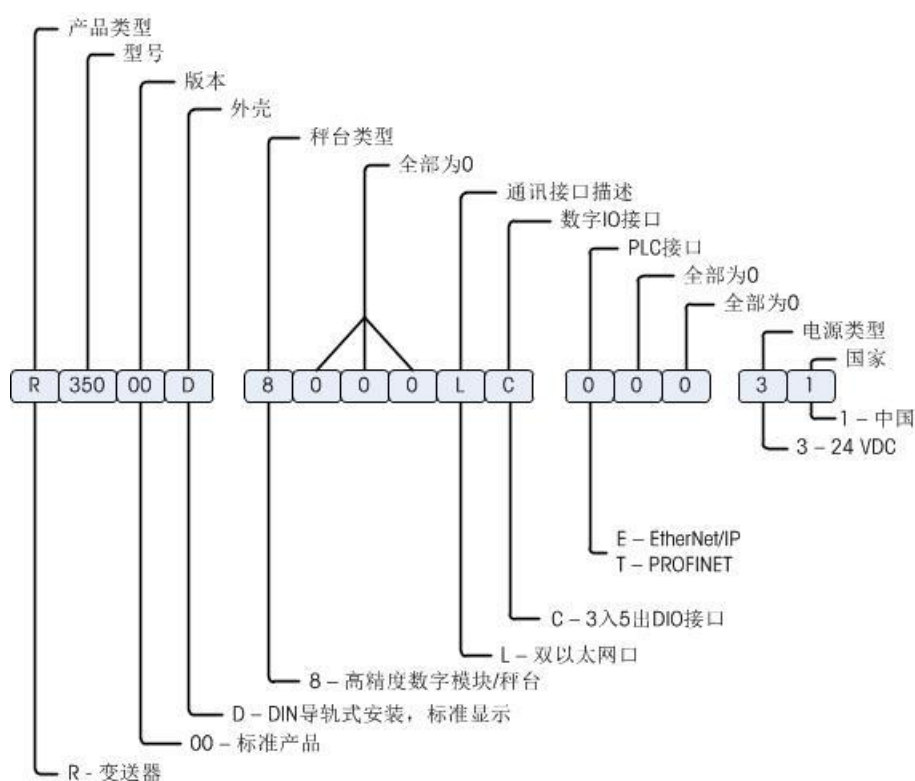 产品类型
型号
版本
外壳
秤台类型
全部为0
通讯接口描述
数字IO接口
PLC接口
全部为0
全部为0
电源类型
国家
R 350 00 D 8 0 0 0 L C 0 0 0 3 1
1 – 中国
3 – 24 VDC
E – EtherNet/IP
T – PROFINET
C – 3入5出DIO接口
L – 双以太网口
8 – 高精度数字模块/秤台
D – DIN导轨式安装，标准显示
00 – 标准产品
R - 变送器